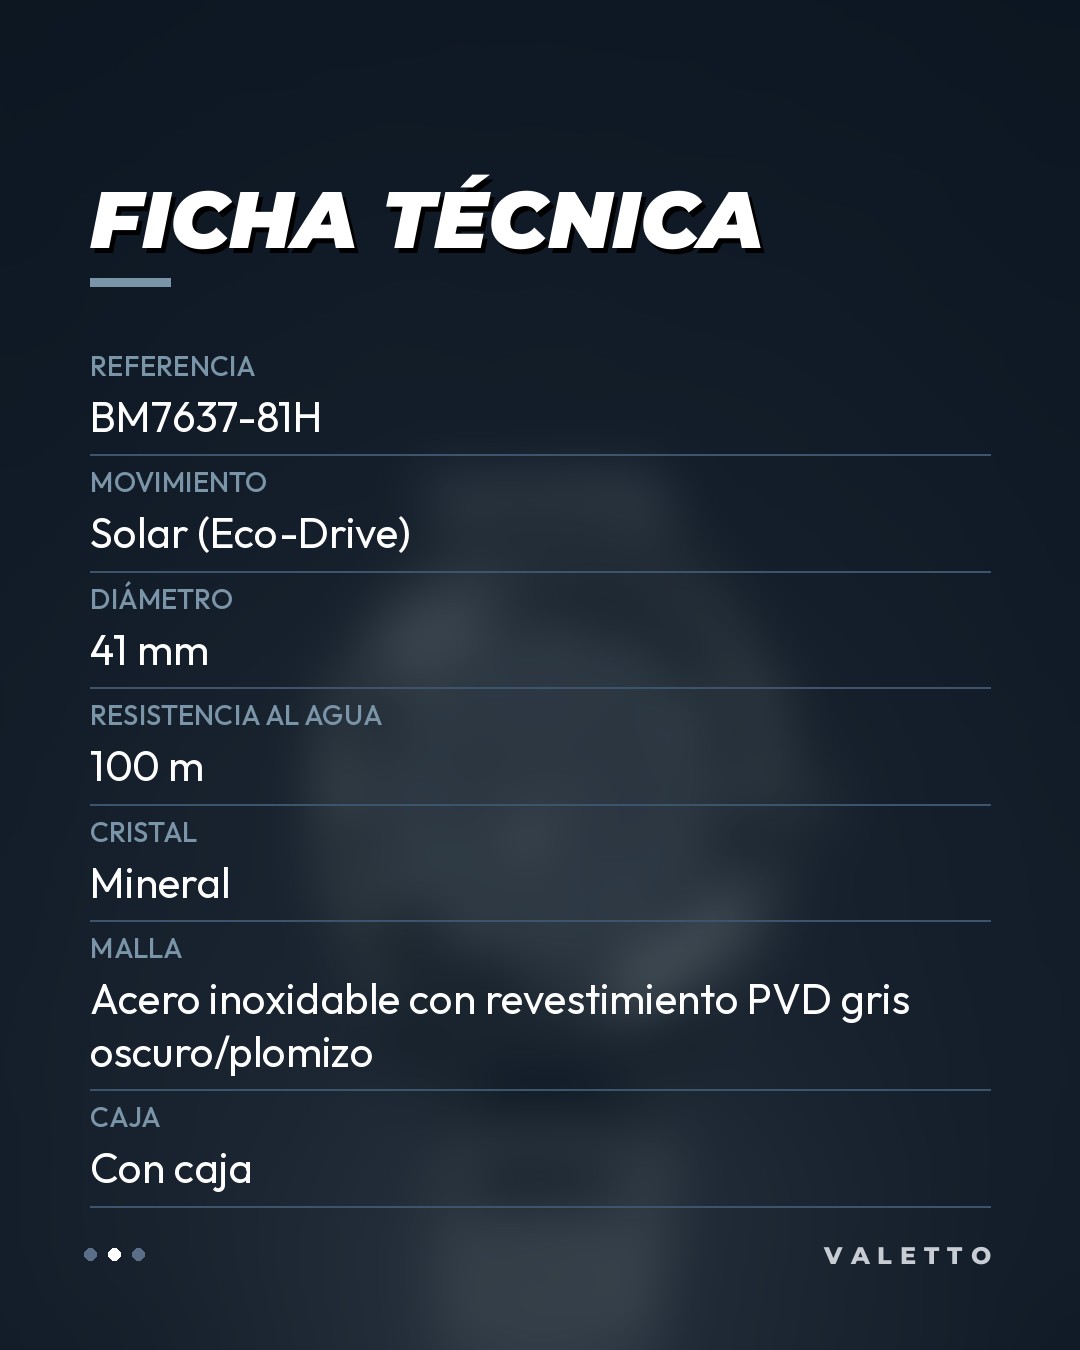 FICHA TÉCNICA
REFERENCIA
BM7637-81H
MOVIMIENTO
Solar (Eco-Drive)
DIÁMETRO
41 mm
RESISTENCIA AL AGUA
100 m
CRISTAL
Mineral
MALLA
Acero inoxidable con revestimiento PVD gris
oscuro/plomizo
CAJA
Con caja
VALETTO